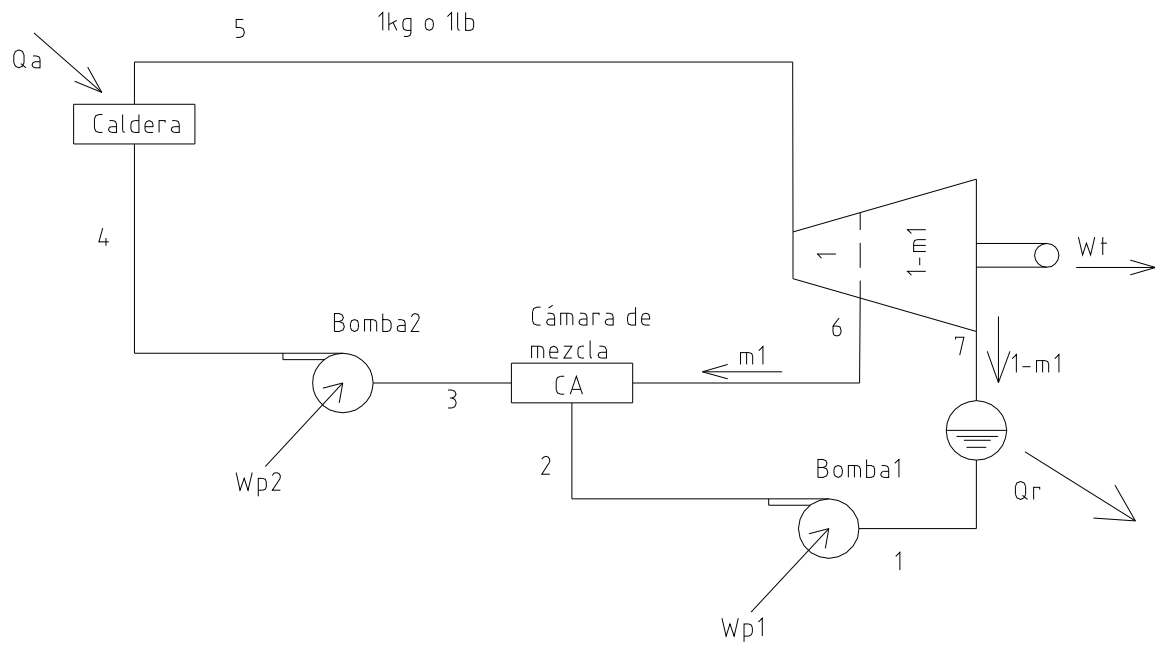 5
1kg o 1lb
Qa
Caldera
4
1
1-m1
Wt
Bomba2
Cámara de
mezcla
CA
m1
6
7
1-m1
3
2
Wp2
Bomba1
Qr
1
Wp1